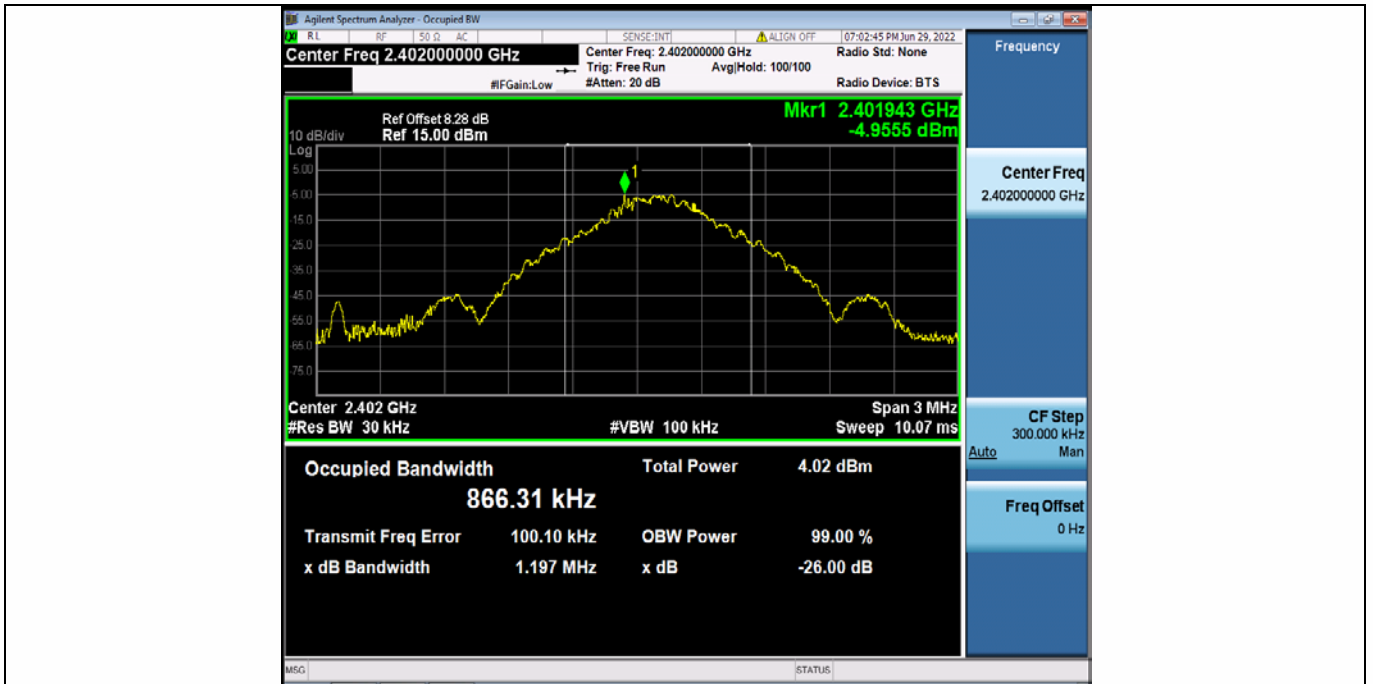 Agilent Spectrum Analyzer - Occupied BW
RL RF 50 Ω AC SENSE:INT ALIGN OFF 07:02:45 PM Jun 29, 2022
Center Freq 2.402000000 GHz
Center Freq: 2.402000000 GHz
Radio Std: None
Trig: Free Run Avg|Hold: 100/100
#IFGain:Low
#Atten: 20 dB
Radio Device: BTS
Mkr1 2.401943 GHz
-4.9555 dBm
Ref Offset 8.28 dB
10 dB/div Ref 15.00 dBm
Log
5.00
-5.00
-15.0
-25.0
-35.0
-45.0
-55.0
-65.0
-75.0
1
Center 2.402 GHz Span 3 MHz
#Res BW 30 kHz #VBW 100 kHz Sweep 10.07 ms
Occupied Bandwidth Total Power 4.02 dBm
866.31 kHz
Transmit Freq Error 100.10 kHz OBW Power 99.00 %
x dB Bandwidth 1.197 MHz x dB -26.00 dB
MSG STATUS
Frequency
Center Freq
2.402000000 GHz
CF Step
300.000 kHz
Auto Man
Freq Offset
0 Hz